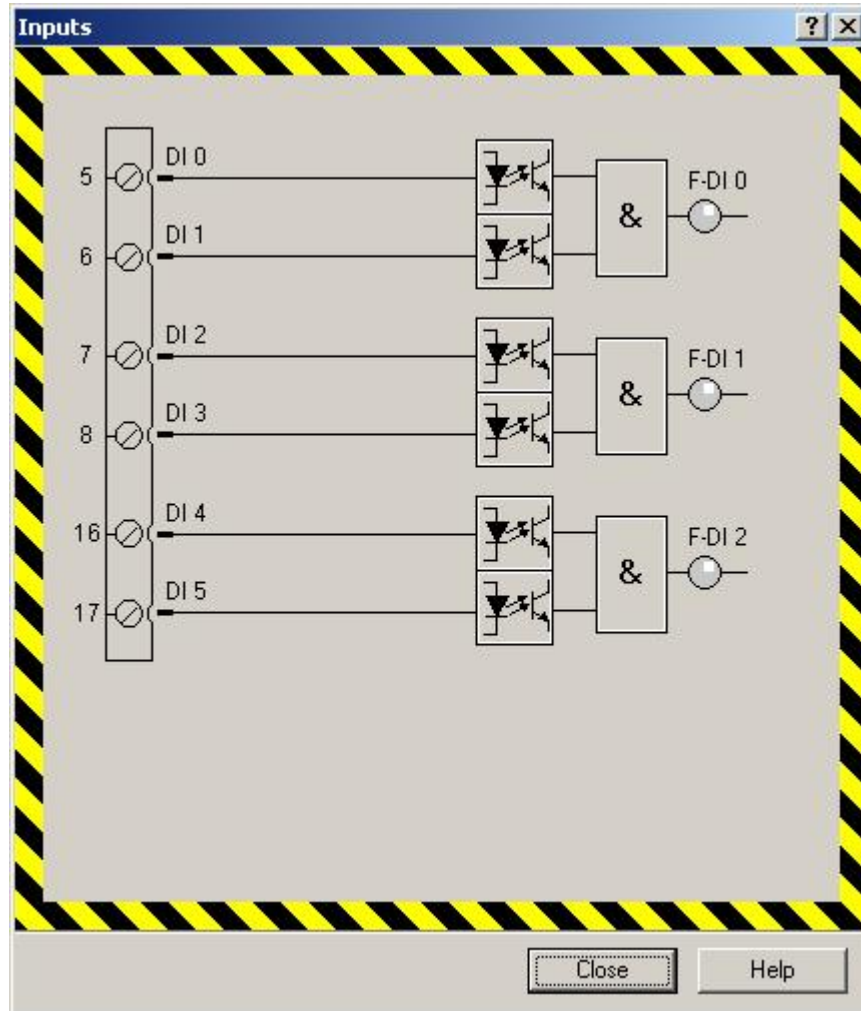 Inputs
DI 0
5
F-DI 0
&
DI 1
6
DI 2
7
F-DI 1
&
DI 3
8
DI 4
16
F-DI 2
&
DI 5
17
Close
Help